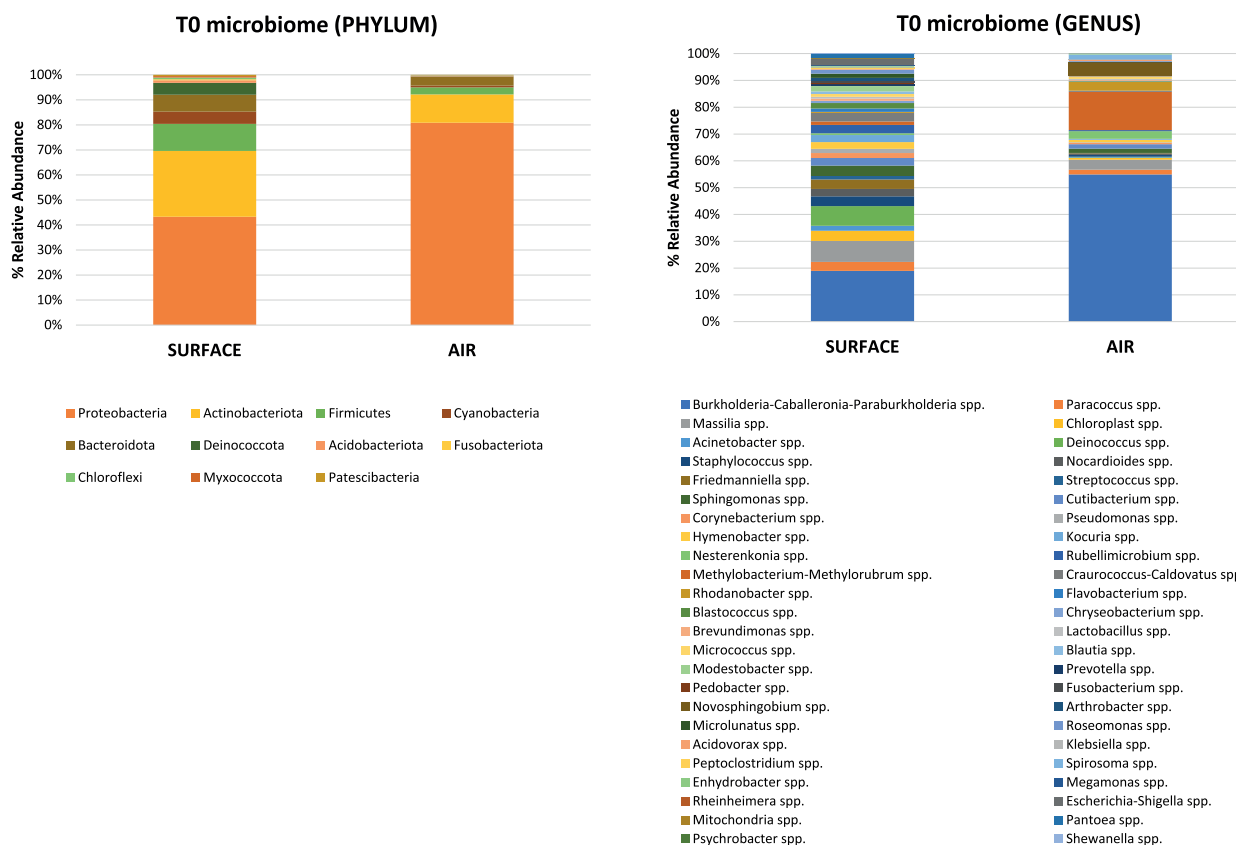 T0 microbiome (PHYLUM)
% Relative Abundance
100%
90%
80%
70%
60%
50%
40%
30%
20%
10%
0%
SURFACE AIR
Proteobacteria Actinobacteriota Firmicutes Cyanobacteria
Bacteroidota Deinococcota Acidobacteriota Fusobacteriota
Chloroflexi Myxococcota Patescibacteria
T0 microbiome (GENUS)
% Relative Abundance
100%
90%
80%
70%
60%
50%
40%
30%
20%
10%
0%
SURFACE AIR
Burkholderia-Caballeronia-Paraburkholderia spp. Paracoccus spp.
Massilia spp. Chloroplast spp.
Acinetobacter spp. Deinococcus spp.
Staphylococcus spp. Nocardioides spp.
Friedmanniella spp. Streptococcus spp.
Sphingomonas spp. Cutibacterium spp.
Corynebacterium spp. Pseudomonas spp.
Hymenobacter spp. Kocuria spp.
Nesterenkonia spp. Rubellimicrobium spp.
Methylobacterium-Methylorubrum spp. Craurococcus-Caldovatus spp
Rhodanobacter spp. Flavobacterium spp.
Blastococcus spp. Chryseobacterium spp.
Brevundimonas spp. Lactobacillus spp.
Micrococcus spp. Blautia spp.
Modestobacter spp. Prevotella spp.
Pedobacter spp. Fusobacterium spp.
Novosphingobium spp. Arthrobacter spp.
Microlunatus spp. Roseomonas spp.
Acidovorax spp. Klebsiella spp.
Peptoclostridium spp. Spirosoma spp.
Enhydrobacter spp. Megamonas spp.
Rheinheimera spp. Escherichia-Shigella spp.
Mitochondria spp. Pantoea spp.
Psychrobacter spp. Shewanella spp.